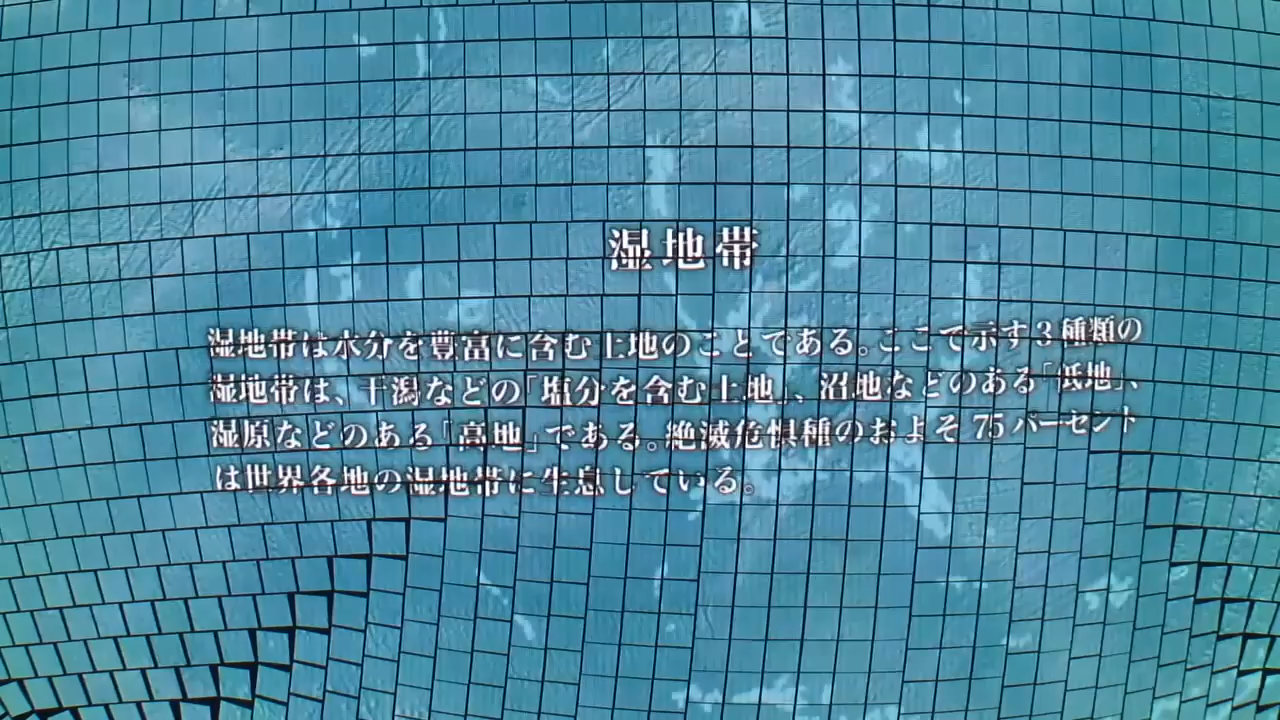 湿地帯
湿地帯は水分を豊富に含む土地のことである。ここで示す3種類の
湿地帯は、干潟などの「塩分を含む土地」、沼地などのある「低地」、
湿原などのある「高地」である。絶滅危惧種のおよそ75パーセント
は世界各地の湿地帯に生息している。